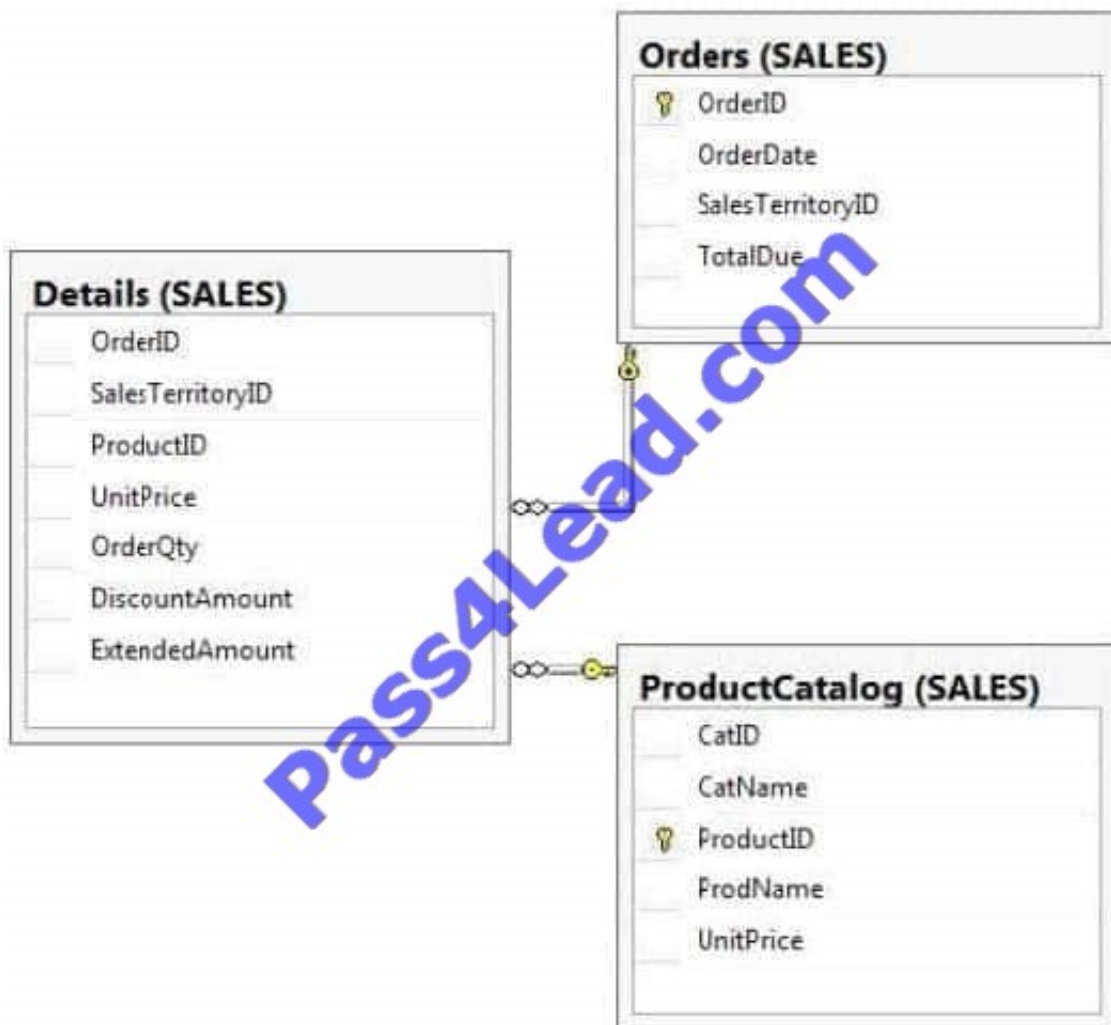 Orders (SALES)
OrderID
OrderDate
SalesTerritoryID
TotalDue
Details (SALES)
OrderID
SalesTerritoryID
ProductID
UnitPrice
OrderQty
DiscountAmount
ExtendedAmount
ProductCatalog (SALES)
CatID
CatName
ProductID
ProdName
UnitPrice
Pass4Lead.com